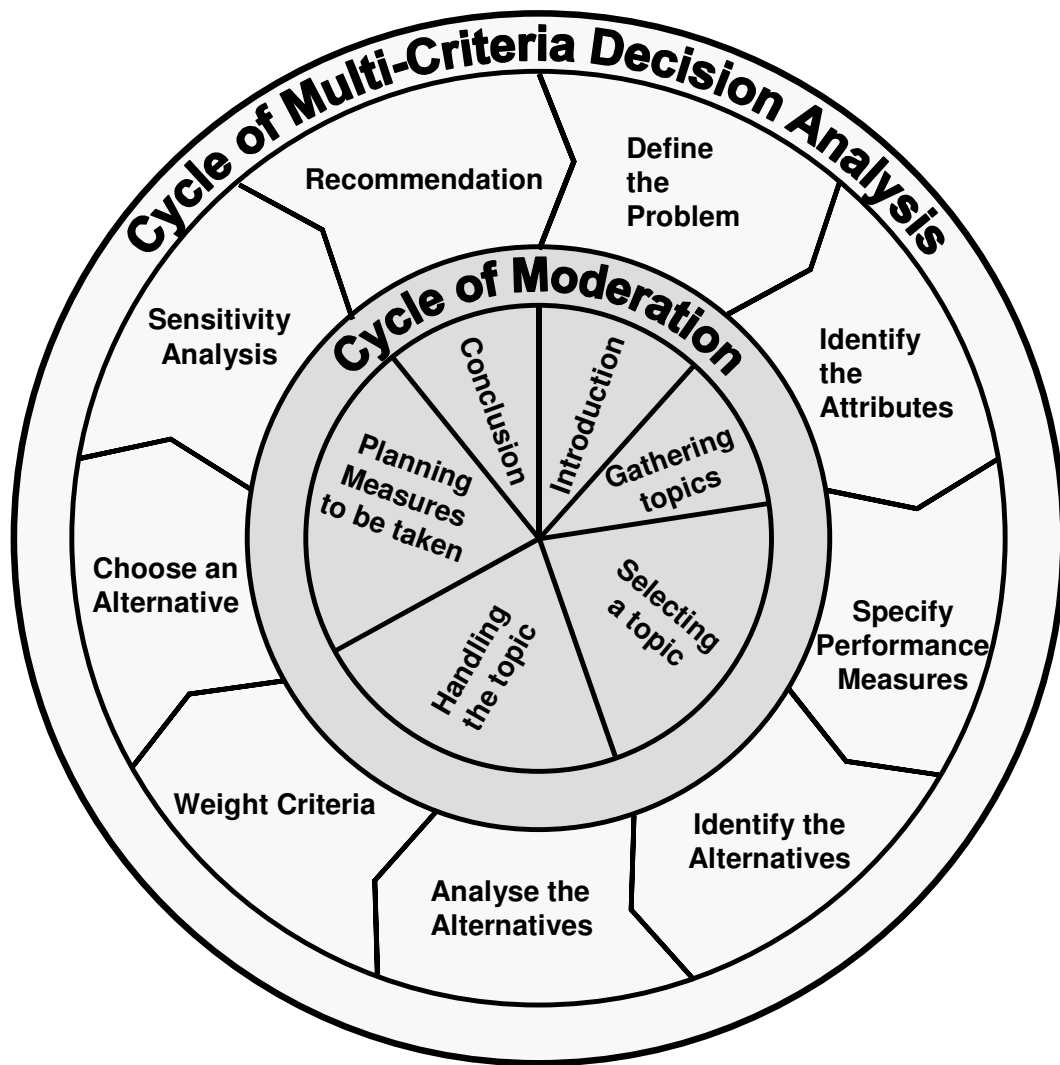 Cycle of Multi-Criteria Decision Analysis
Define
the
Problem
Identify
the
Attributes
Specify
Performance
Measures
Identify the
Alternatives
Analyse the
Alternatives
Weight Criteria
Choose an
Alternative
Sensitivity
Analysis
Recommendation
Cycle of Moderation
Introduction
Gathering
topics
Selecting
a topic
Handling
the topic
Planning
Measures
to be taken
Conclusion